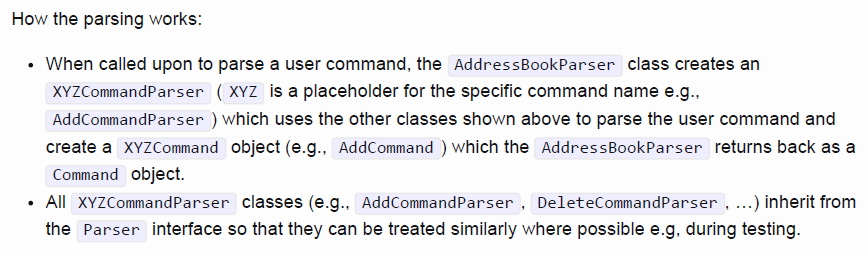 How the parsing works:
• When called upon to parse a user command, the AddressBookParser class creates an
XYZCommandParser ( XYZ is a placeholder for the specific command name e.g.,
AddCommandParser ) which uses the other classes shown above to parse the user command and
create a XYZCommand object (e.g., AddCommand ) which the AddressBookParser returns back as a
Command object.
• All XYZCommandParser classes (e.g., AddCommandParser , DeleteCommandParser , ...) inherit from
the Parser interface so that they can be treated similarly where possible e.g, during testing.